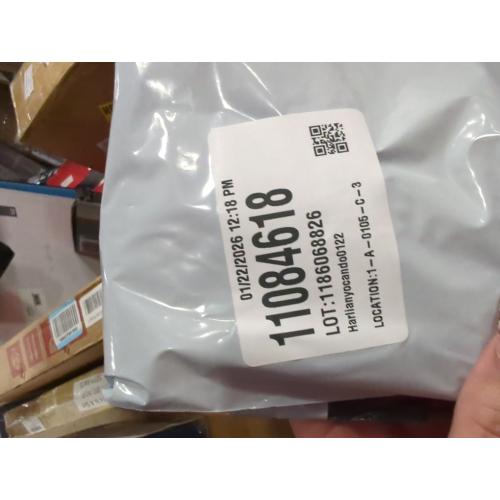 01/22/2026 12:18 PM
11084618
LOT:1186068826
Harlianyocando0122
LOCATION:1-A-0105-C-3